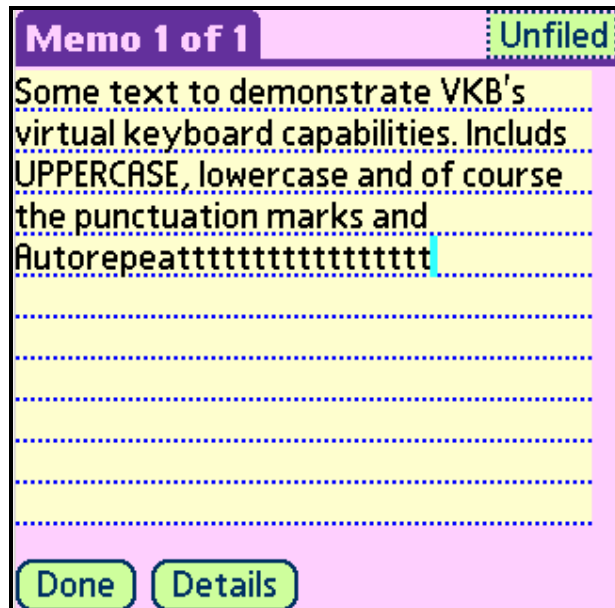 Memo 1 of 1
Unfiled
Some text to demonstrate VKB's
virtual keyboard capabilities. Includs
UPPERCASE, lowercase and of course
the punctuation marks and
Autorepeattttttttttttttttt
Done
Details